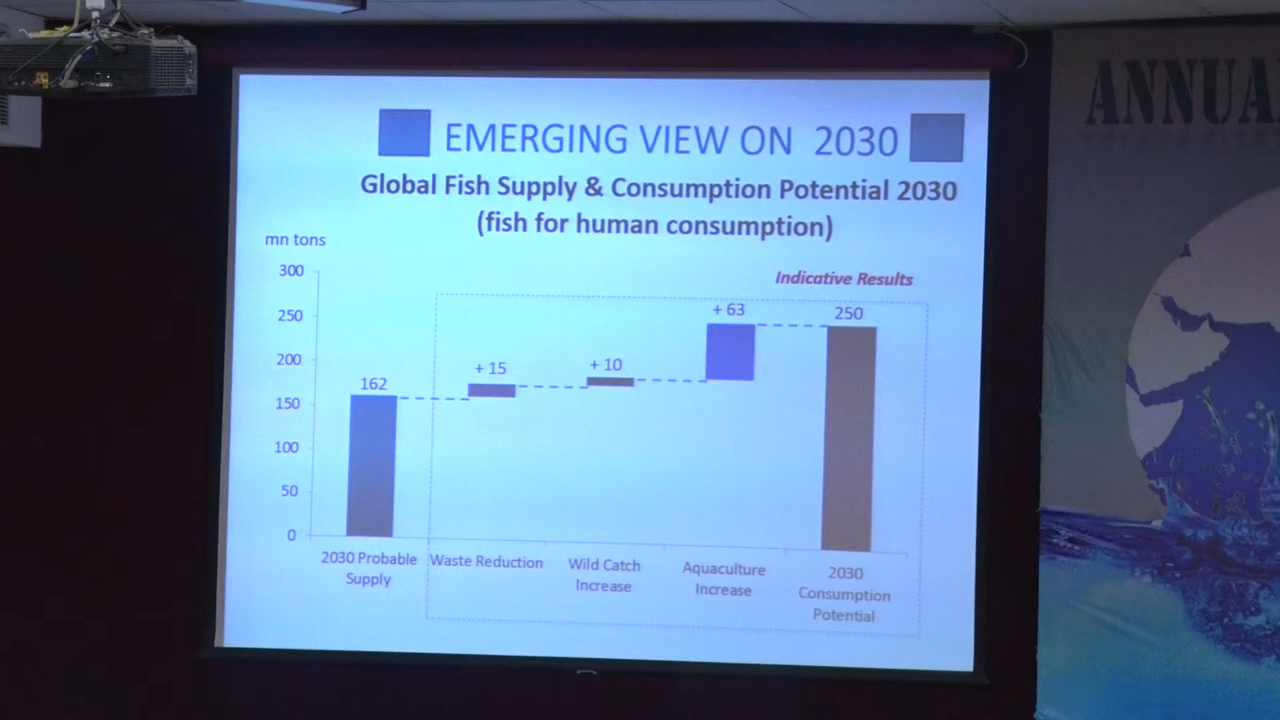 EMERGING VIEW ON 2030
Global Fish Supply & Consumption Potential 2030
(fish for human consumption)
mn tons
Indicative Results
300
250
200
150
100
50
0
162
+ 15
+ 10
+ 63
250
2030 Probable
Supply
Waste Reduction
Wild Catch
Increase
Aquaculture
Increase
2030
Consumption
Potential
ANNUA